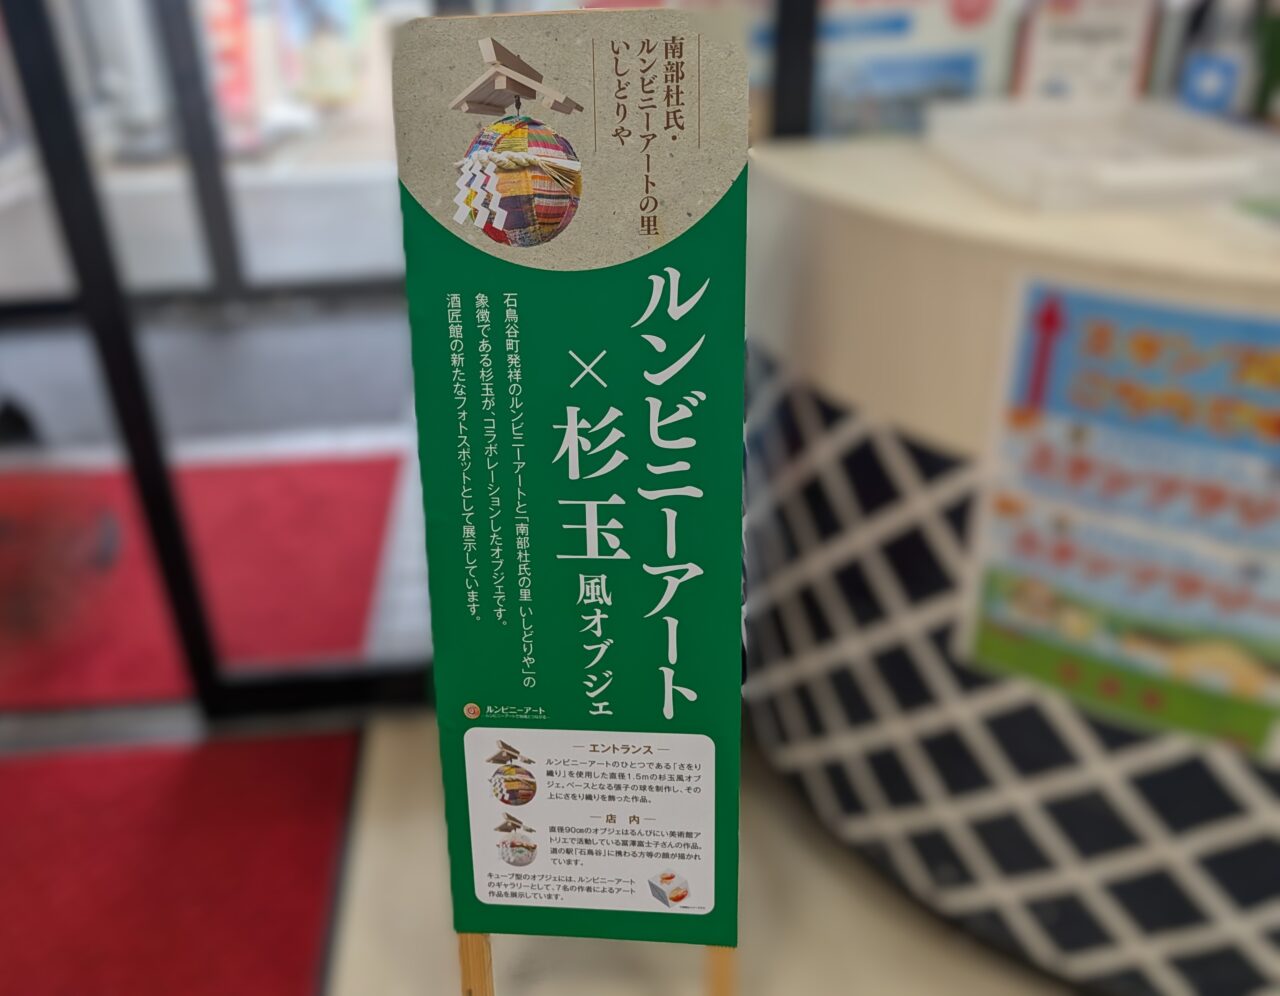 南部杜氏・
ルンビニーアートの里
いしどりや
ルンビニーアート
×杉玉風オブジェ
石鳥谷町発祥のルンビニーアートと「南部杜氏の里 いしどりや」の
象徴である杉玉が、コラボレーションしたオブジェです。
酒匠館の新たなフォトスポットとして展示しています。
ルンビニーアート
― エントランス ―
ルンビニーアートのひとつである「さをり
織り」を使用した直径1.5mの杉玉風オブ
ジェ。ベースとなる張子の球を制作し、その
上にさをり織りを飾った作品。
― 店 内 ―
直径90㎝のオブジェはるんびにい美術館ア
トリエで活動している冨澤富士子さんの作品。
道の駅「石鳥谷」に携わる方等の顔が描かれ
ています。
キューブ型のオブジェには、ルンビニーアート
のギャラリーとして、7名の作者によるアート
作品を展示しています。